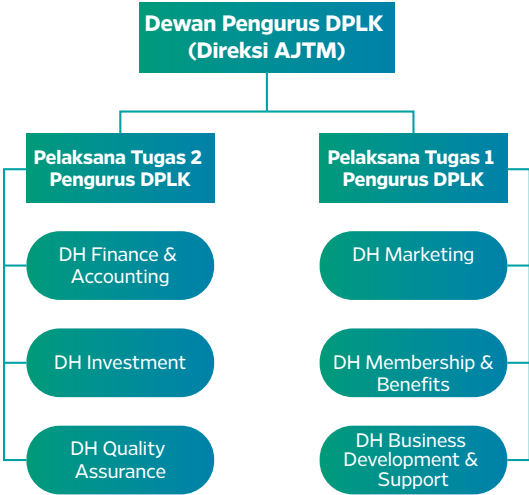 Dewan Pengurus DPLK
(Direksi AJTM)
Pelaksana Tugas 2
Pengurus DPLK
Pelaksana Tugas 1
Pengurus DPLK
DH Finance &
Accounting
DH Marketing
DH Investment
DH Membership &
Benefits
DH Quality
Assurance
DH Business
Development &
Support